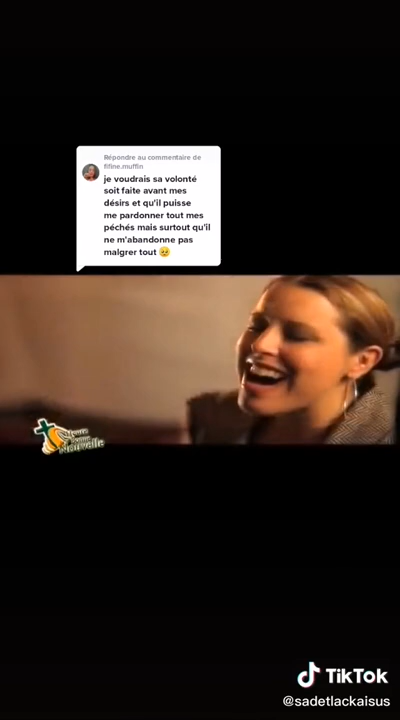 Répondre au commentaire de
fifine.muffin
je voudrais sa volonté
soit faite avant mes
désirs et qu'il puisse
me pardonner tout mes
péchés mais surtout qu'il
ne m'abandonne pas
malgrer tout 🥺
Nouvelle
TikTok
@sadetlackaisus